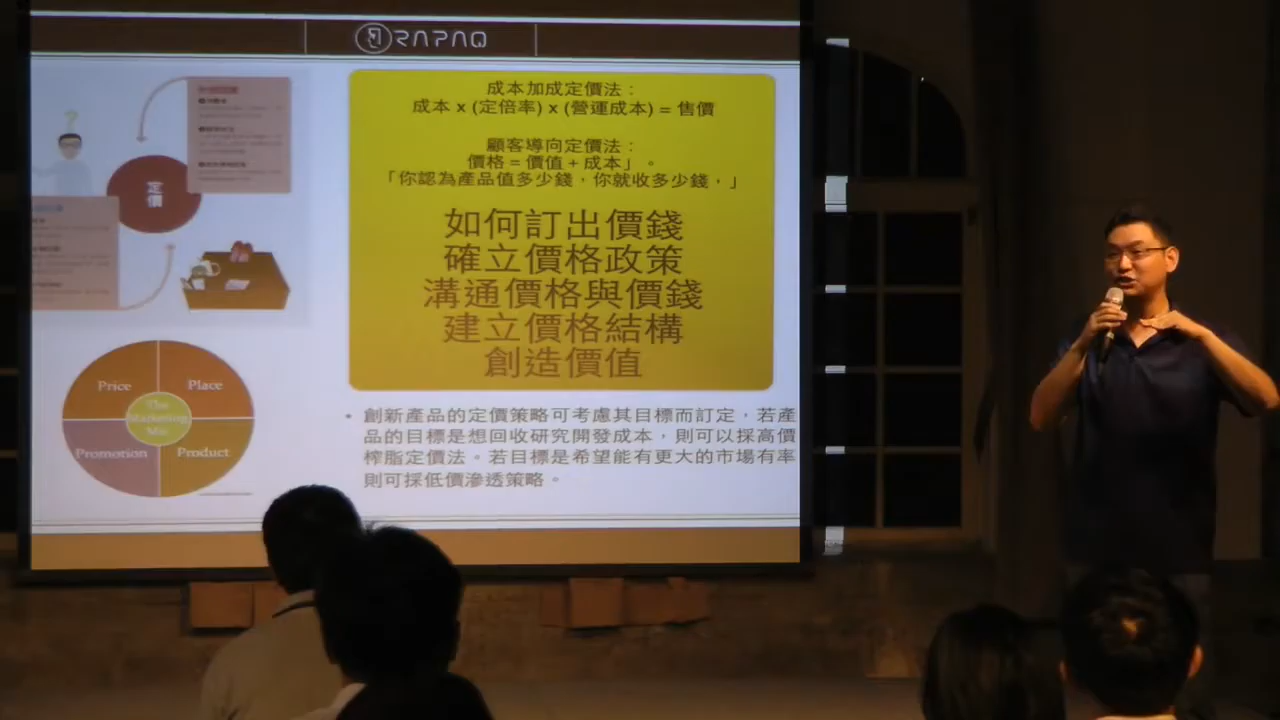 RAPAQ
成本加成定價法：
成本 x (定倍率) x (營運成本) = 售價
顧客導向定價法：
價格 = 價值 + 成本」。
「你認為產品值多少錢，你就收多少錢，」
如何訂出價錢
確立價格政策
溝通價格與價錢
建立價格結構
創造價值
定價
Price
Place
The
Marketing
Mix
Promotion
Product
• 創新產品的定價策略可考慮其目標而訂定，若產
品的目標是想回收研究開發成本，則可以採高價
榨脂定價法。若目標是希望能有更大的市場有率
則可採低價滲透策略。